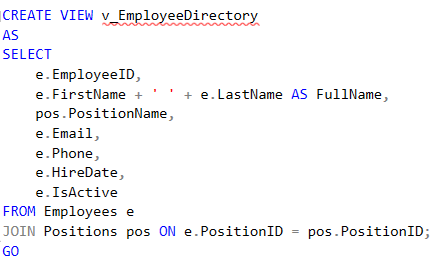 CREATE VIEW v_EmployeeDirectory
AS
SELECT
    e.EmployeeID,
    e.FirstName + ' ' + e.LastName AS FullName,
    pos.PositionName,
    e.Email,
    e.Phone,
    e.HireDate,
    e.IsActive
FROM Employees e
JOIN Positions pos ON e.PositionID = pos.PositionID;
GO